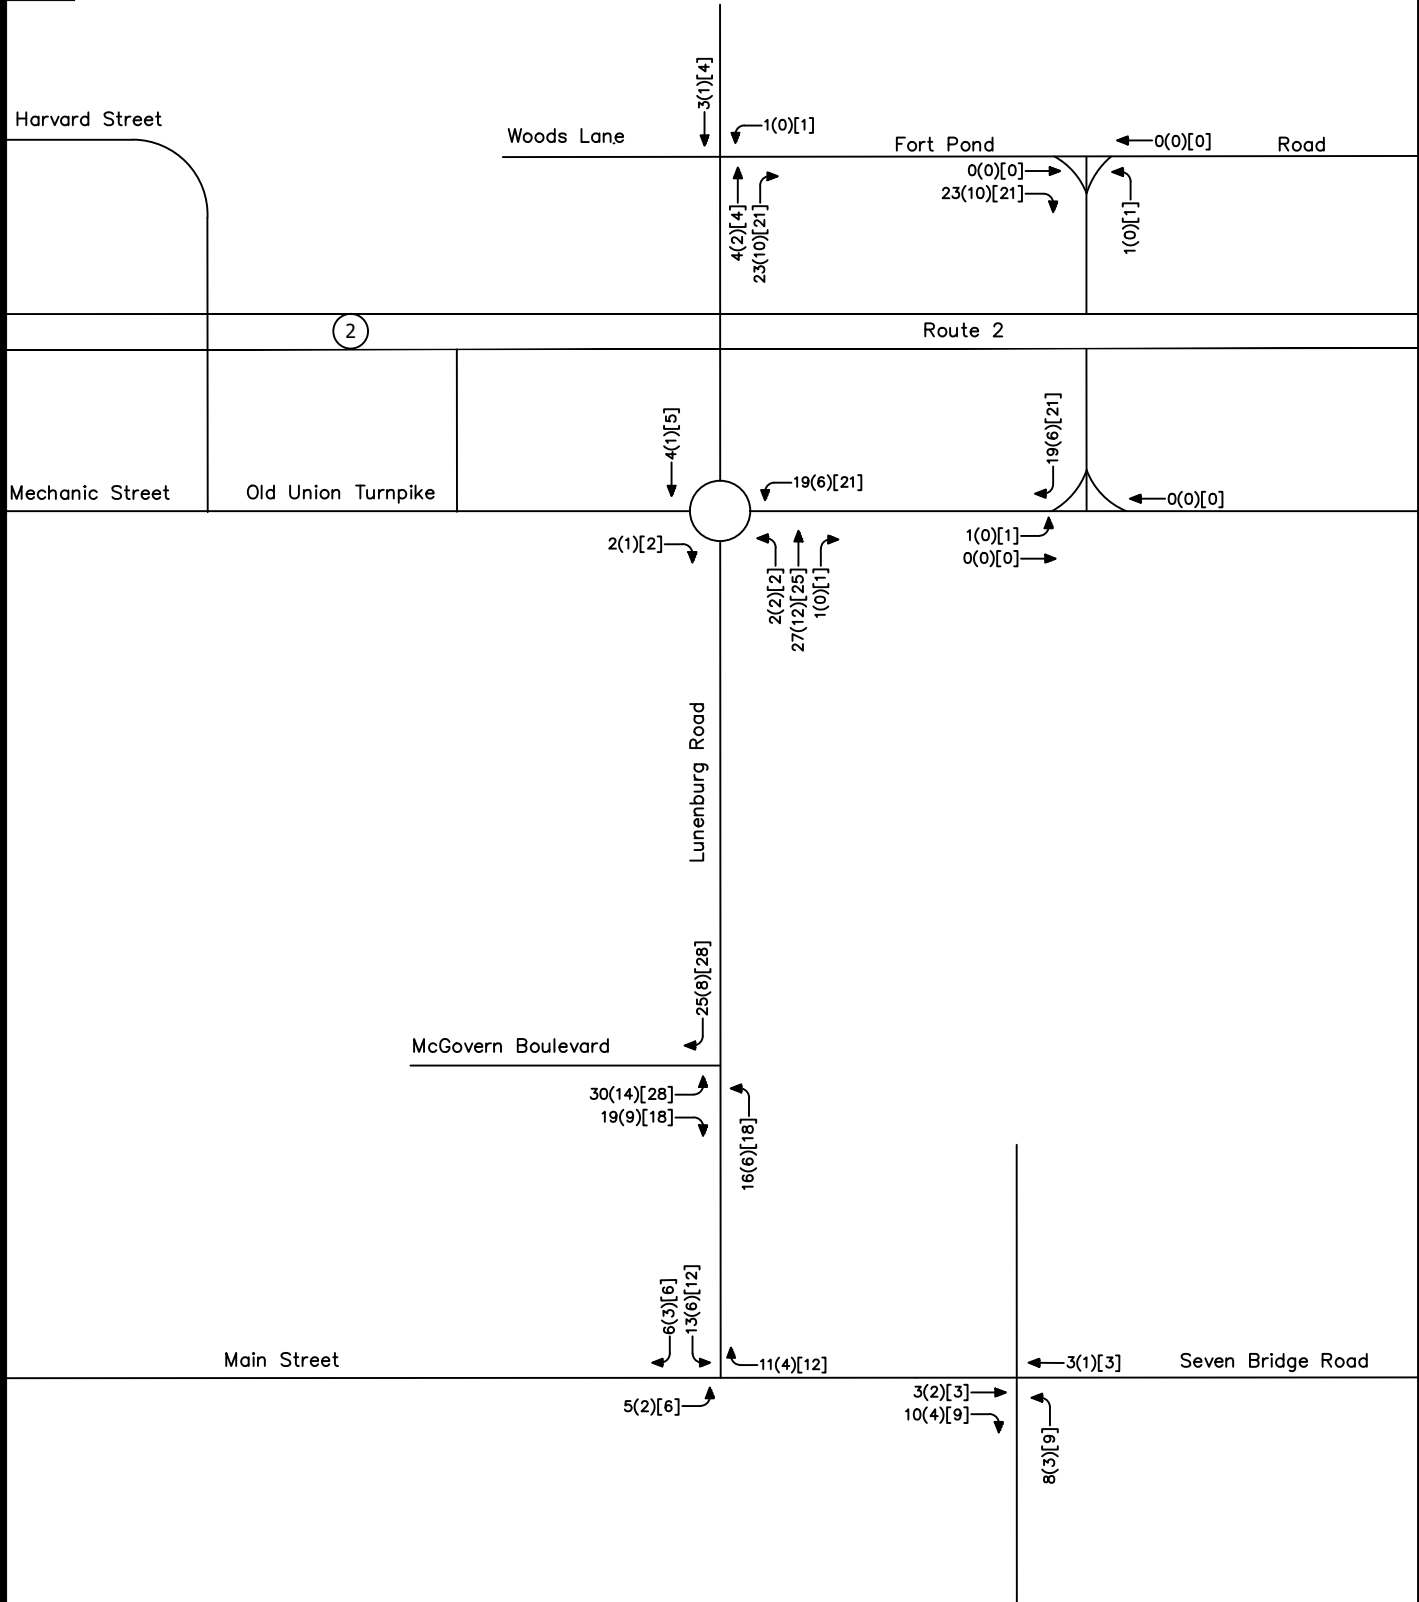 3(1)[4]
Harvard Street
Woods Lane
1(0)[1]
Fort Pond
0(0)[0]
Road
0(0)[0]
23(10)[21]
4(2)[4]
23(10)[21]
1(0)[1]
2
Route 2
4(1)[5]
19(6)[21]
Mechanic Street
Old Union Turnpike
19(6)[21]
0(0)[0]
2(1)[2]
1(0)[1]
0(0)[0]
2(2)[2]
27(12)[25]
1(0)[1]
Lunenburg Road
25(8)[28]
McGovern Boulevard
30(14)[28]
19(9)[18]
16(6)[18]
6(3)[6]
13(6)[12]
Main Street
11(4)[12]
3(1)[3]
Seven Bridge Road
5(2)[6]
3(2)[3]
10(4)[9]
8(3)[9]